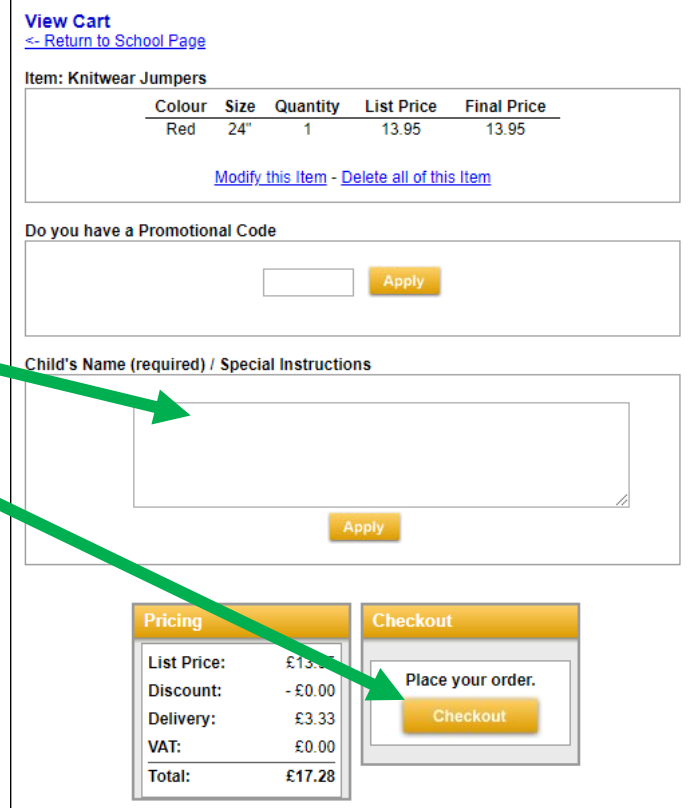 View Cart
<- Return to School Page
Item: Knitwear Jumpers
Colour Size Quantity List Price Final Price
Red 24" 1 13.95 13.95
Modify this Item - Delete all of this Item
Do you have a Promotional Code
Apply
Child's Name (required) / Special Instructions
Apply
Pricing
List Price:
Discount: - £0.00
Delivery: £3.33
VAT: £0.00
Total: £17.28
Checkout
Place your order.
Checkout